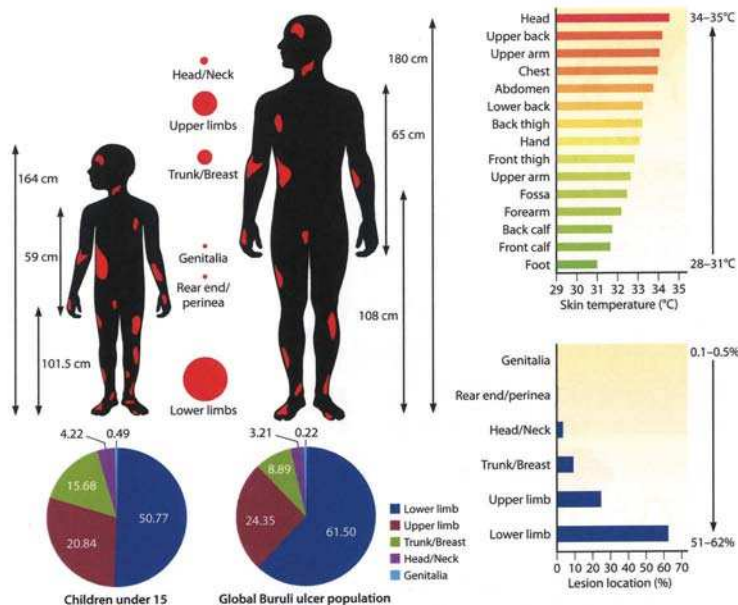 Head/Neck
Upper limbs
Trunk/Breast
Genitalia
Rear end/
perinea
Lower limbs
164 cm
59 cm
101.5 cm
180 cm
65 cm
108 cm
Head
Upper back
Upper arm
Chest
Abdomen
Lower back
Back thigh
Hand
Front thigh
Upper arm
Fossa
Forearm
Back calf
Front calf
Foot
34–35°C
28–31°C
29 30 31 32 33 34 35
Skin temperature (°C)
Genitalia
Rear end/perinea
Head/Neck
Trunk/Breast
Upper limb
Lower limb
0.1–0.5%
51–62%
0 10 20 30 40 50 60 70
Lesion location (%)
4.22 0.49
15.68
50.77
20.84
Children under 15
3.21 0.22
8.89
24.35
61.50
Global Buruli ulcer population
Lower limb
Upper limb
Trunk/Breast
Head/Neck
Genitalia